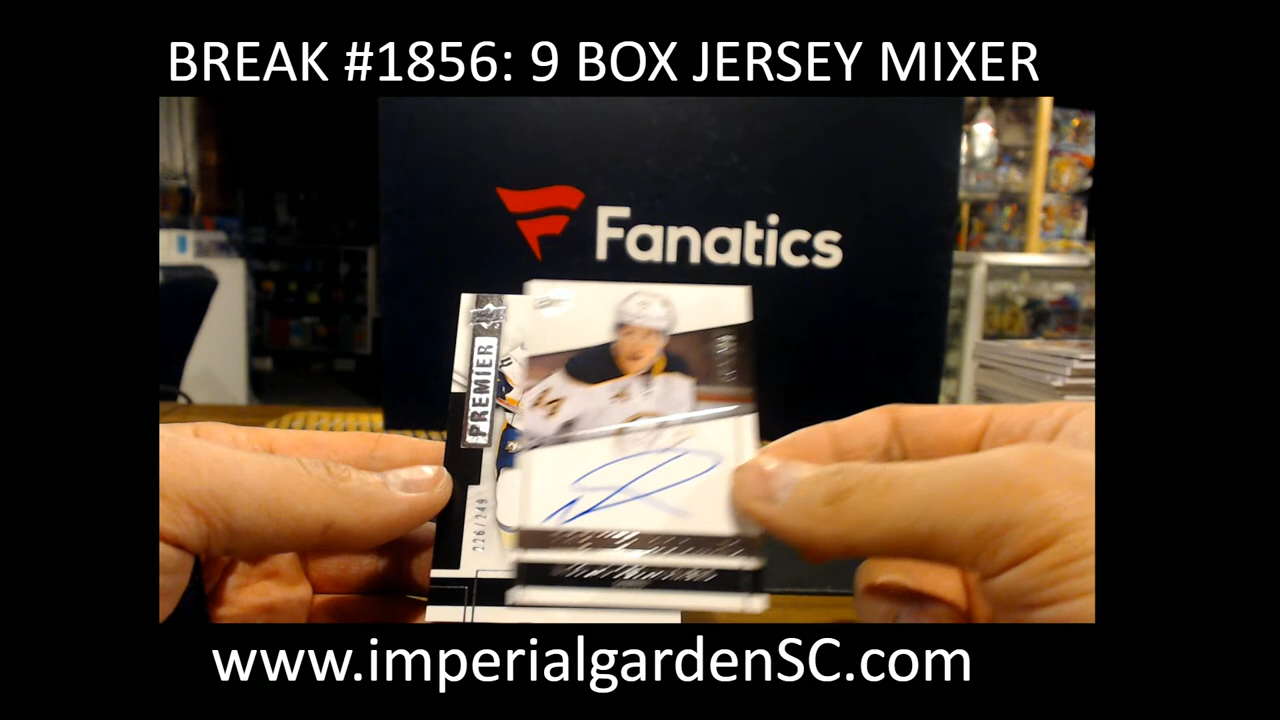 BREAK #1856: 9 BOX JERSEY MIXER
Fanatics
PREMIER
226/249
www.imperialgardenSC.com